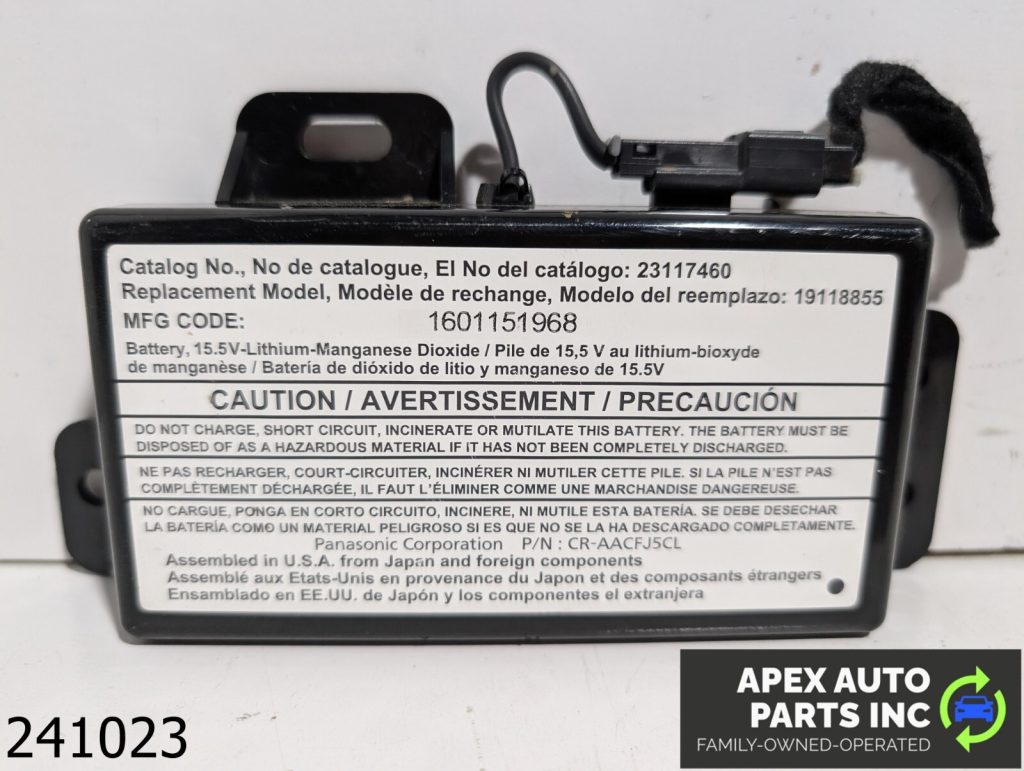 Catalog No., No de catalogue, El No del catálogo: 23117460
Replacement Model, Modèle de rechange, Modelo del reemplazo: 19118855
MFG CODE: 1601151968
Battery, 15.5V-Lithium-Manganese Dioxide / Pile de 15,5 V au lithium-bioxyde
de manganèse / Batería de dióxido de litio y manganeso de 15.5V
CAUTION / AVERTISSEMENT / PRECAUCIÓN
DO NOT CHARGE, SHORT CIRCUIT, INCINERATE OR MUTILATE THIS BATTERY. THE BATTERY MUST BE
DISPOSED OF AS A HAZARDOUS MATERIAL IF IT HAS NOT BEEN COMPLETELY DISCHARGED.
NE PAS RECHARGER, COURT-CIRCUITER, INCINÉRER NI MUTILER CETTE PILE. SI LA PILE N'EST PAS
COMPLÈTEMENT DÉCHARGÉE, IL FAUT L'ÉLIMINER COMME UNE MARCHANDISE DANGEREUSE.
NO CARGUE, PONGA EN CORTO CIRCUITO, INCINERE, NI MUTILE ESTA BATERÍA. SE DEBE DESECHAR
LA BATERÍA COMO UN MATERIAL PELIGROSO SI ES QUE NO SE LA HA DESCARGADO COMPLETAMENTE.
Panasonic Corporation P/N : CR-AACFJ5CL
Assembled in U.S.A. from Japan and foreign components
Assemblé aux Etats-Unis en provenance du Japon et des composants étrangers
Ensamblado en EE.UU. de Japón y los componentes el extranjera
241023
APEX AUTO
PARTS INC
FAMILY-OWNED-OPERATED